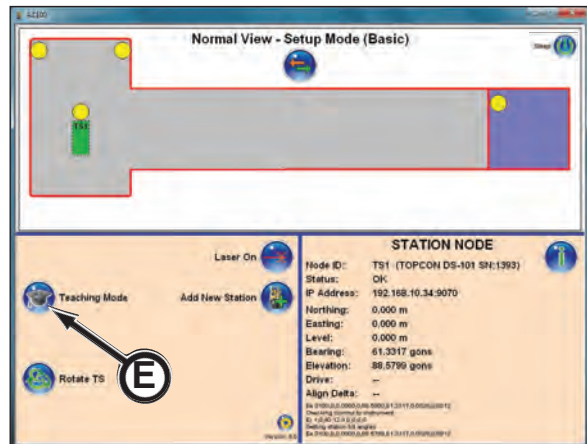 AC100
Normal View - Setup Mode (Basic)
TS1
Laser On
Teaching Mode
Add New Station
Rotate TS
E
STATION NODE
Node ID: TS1 (TOPCON DS-101 SN:1393)
Status: OK
IP Address: 192.168.10.34:9070
Northing: 0,000 m
Easting: 0,000 m
Level: 0,000 m
Bearing: 61.3317 gons
Elevation: 88.5799 gons
Drive: --
Align Delta: --